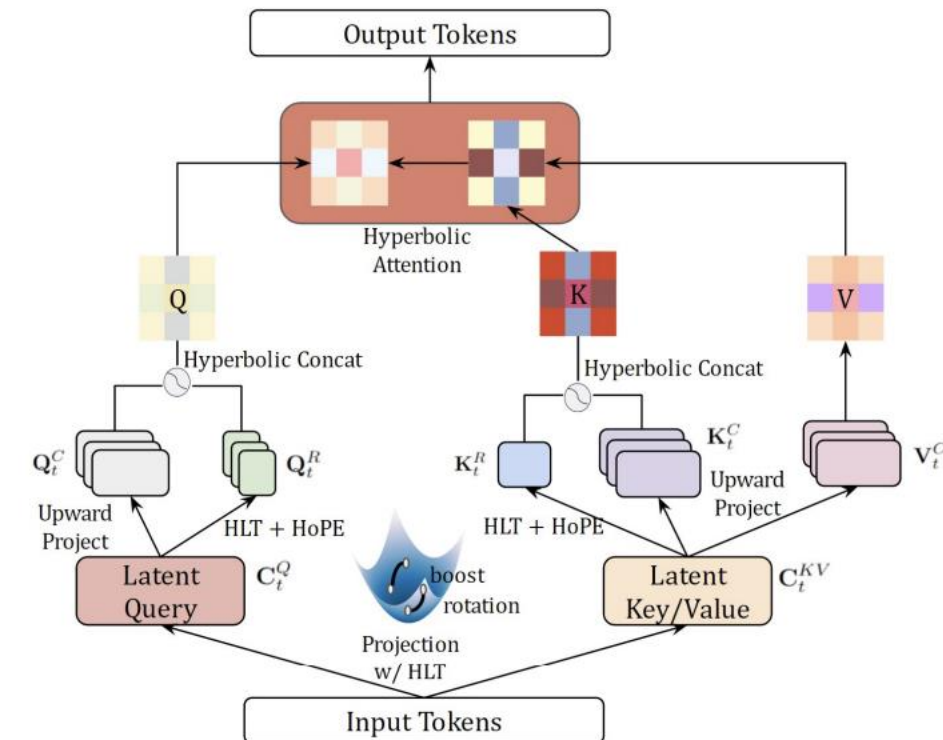 Output Tokens
Hyperbolic
Attention
Q
K
V
Hyperbolic Concat
Hyperbolic Concat
Q_t^C
Q_t^R
K_t^R
K_t^C
V_t^C
Upward
Project
HLT + HoPE
HLT + HoPE
Upward
Project
Latent
Query
C_t^Q
boost
rotation
Latent
Key/Value
C_t^{KV}
Projection
w/ HLT
Input Tokens